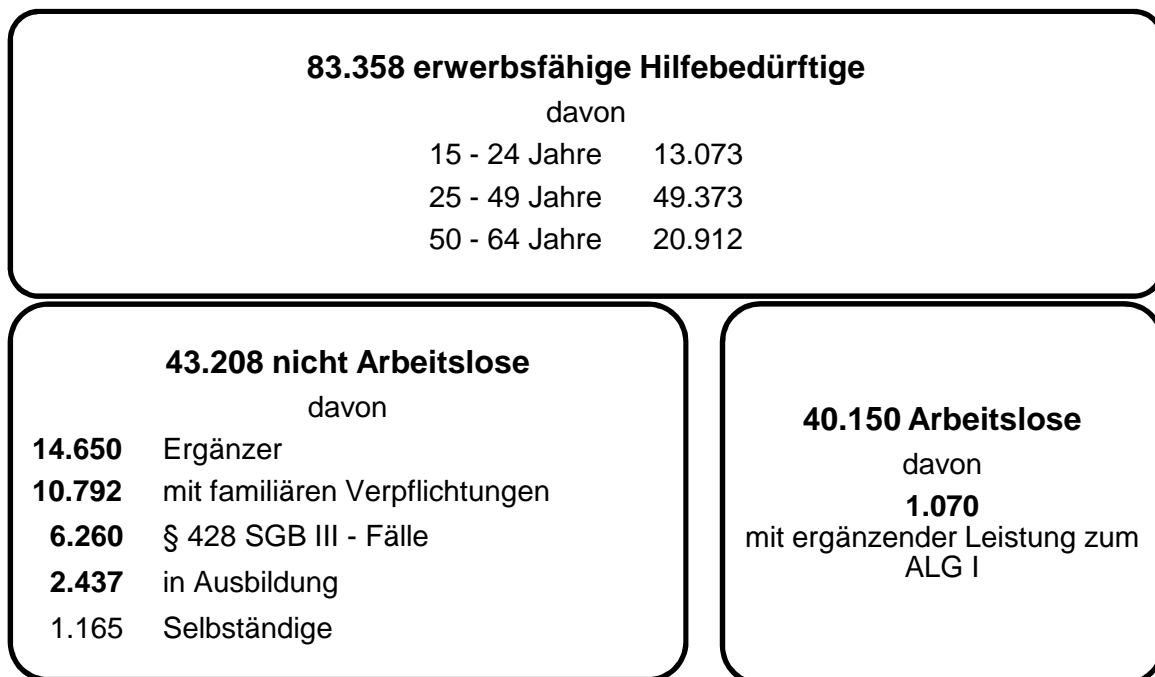 83.358 erwerbsfähige Hilfebedürftige
davon
15 - 24 Jahre 13.073
25 - 49 Jahre 49.373
50 - 64 Jahre 20.912
43.208 nicht Arbeitslose
davon
14.650 Ergänzer
10.792 mit familiären Verpflichtungen
6.260 § 428 SGB III - Fälle
2.437 in Ausbildung
1.165 Selbständige
40.150 Arbeitslose
davon
1.070
mit ergänzender Leistung zum
ALG I